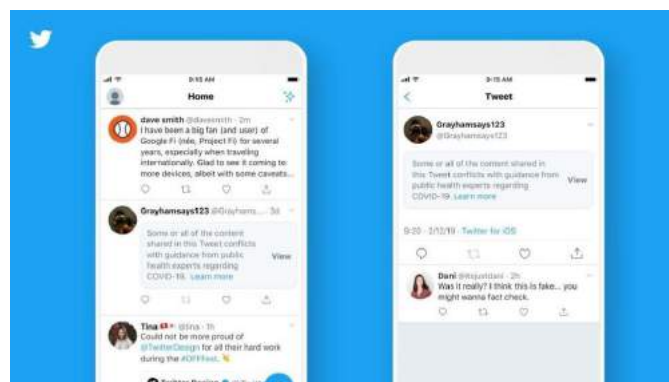 9:15 AM
Home
dave smith @davesmith · 2m
I have been a big fan (and user) of
Google Fi (née, Project Fi) for several
years, especially when traveling
internationally. Glad to see it coming to
more devices, albeit with some caveats...
Grayhamsays123 @Grayhams... · 3d
Some or all of the content
shared in this Tweet conflicts
with guidance from public
health experts regarding
COVID-19. Learn more
View
Tina @tina · 1h
Could not be more proud of
@TwitterDesign for all their hard work
during the
Twitter Design
9:15 AM
Tweet
Grayhamsays123
@Grayhamsays123
Some or all of the content shared in
this Tweet conflicts with guidance from
public health experts regarding
COVID-19. Learn more
View
9:20 · 2/12/19 · Twitter for iOS
Dani @itsjustdani · 2h
Was it really? I think this is fake... you
might wanna fact check.